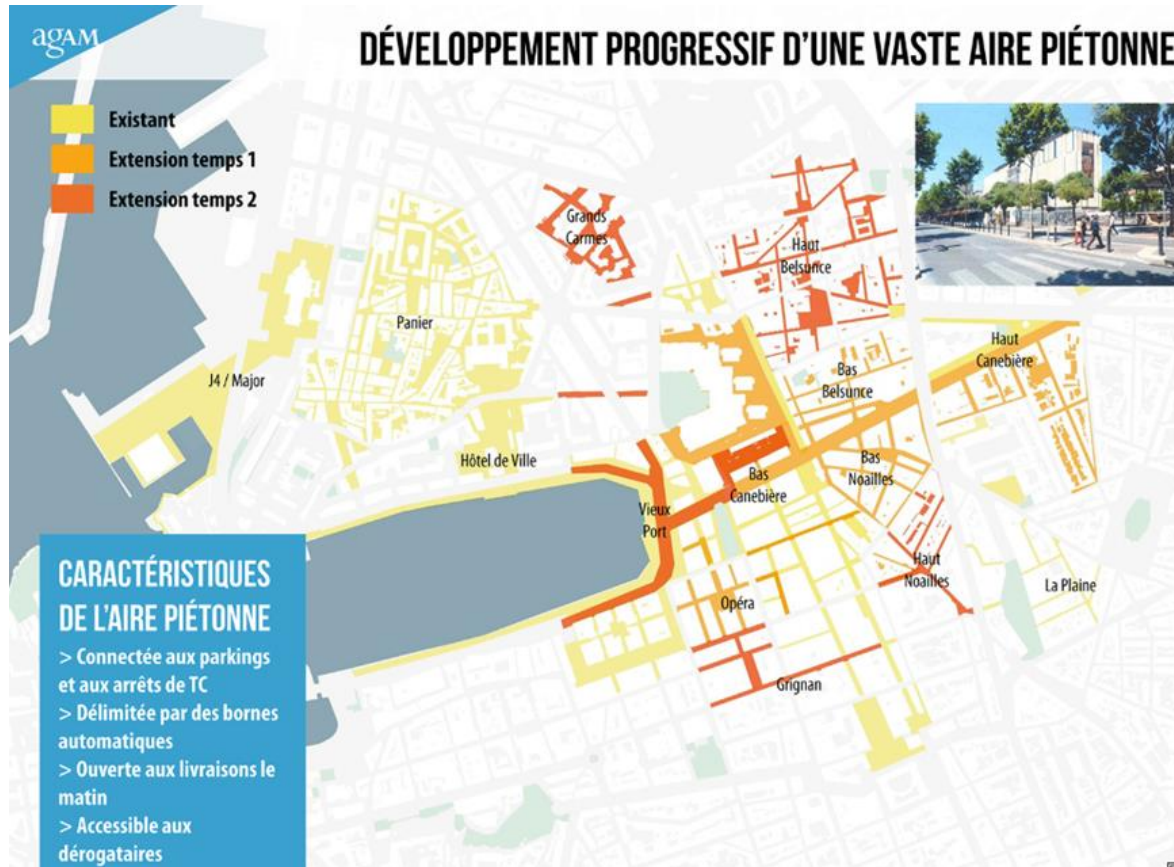 agAM
DÉVELOPPEMENT PROGRESSIF D'UNE VASTE AIRE PIÉTONNE
Existant
Extension temps 1
Extension temps 2
Grands
Carmes
Haut
Belsunce
Panier
Haut
Canebière
J4 / Major
Bas
Belsunce
Hôtel de Ville
Bas
Noailles
Bas
Canebière
Vieux
Port
Haut
Noailles
La Plaine
Opéra
Grignan
CARACTÉRISTIQUES
DE L'AIRE PIÉTONNE
> Connectée aux parkings
et aux arrêts de TC
> Délimitée par des bornes
automatiques
> Ouverte aux livraisons le
matin
> Accessible aux
dérogataires